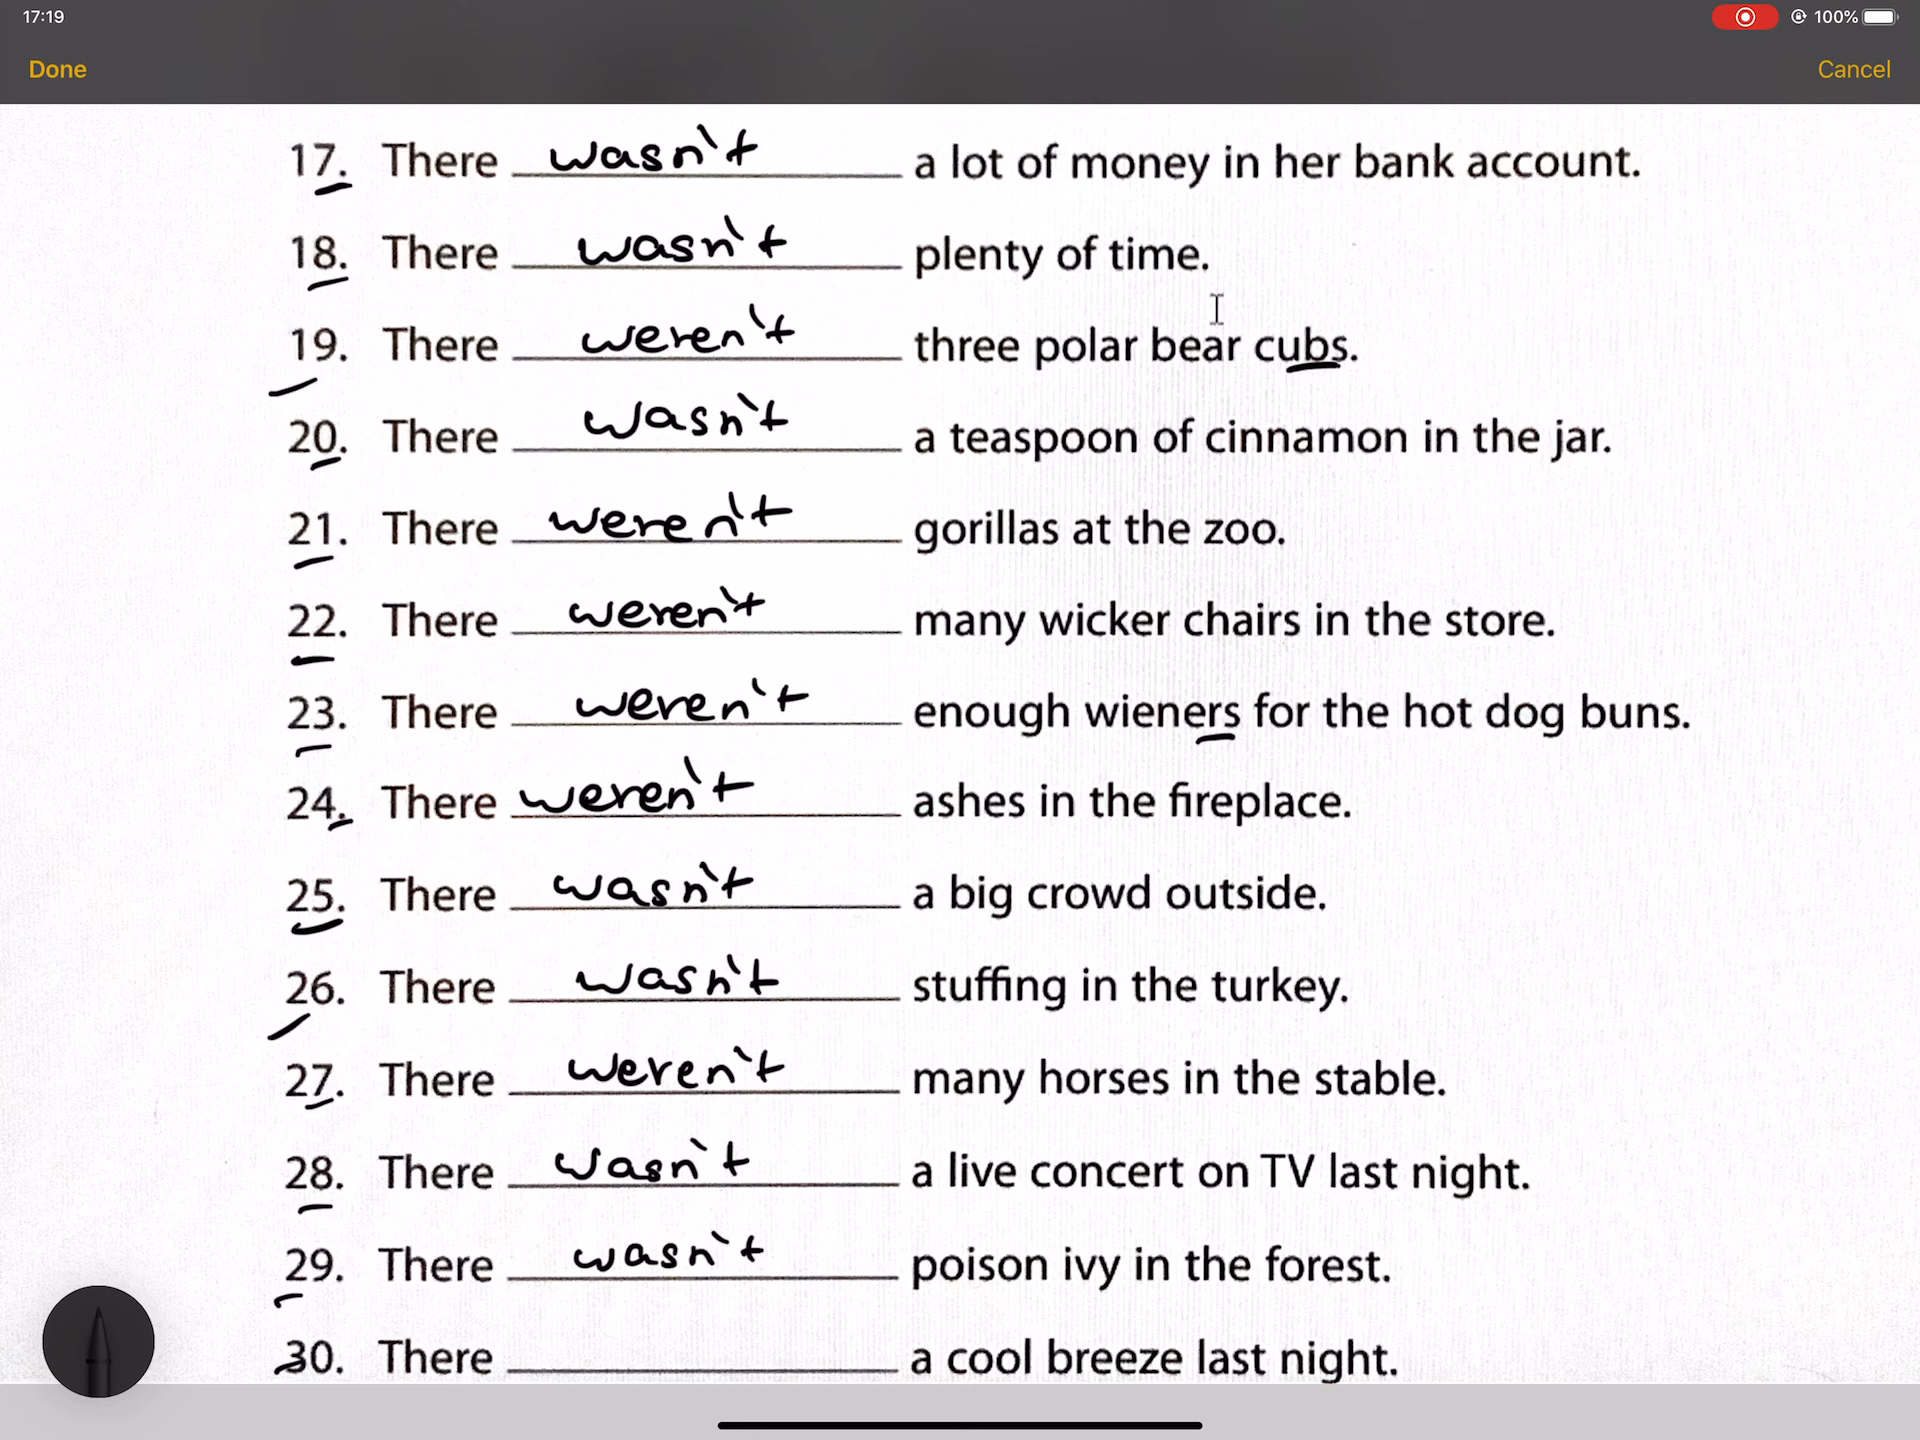 17:19
100%
Done
Cancel
17. There wasn't a lot of money in her bank account.
18. There wasn't plenty of time.
19. There weren't three polar bear cubs.
20. There wasn't a teaspoon of cinnamon in the jar.
21. There weren't gorillas at the zoo.
22. There weren't many wicker chairs in the store.
23. There weren't enough wieners for the hot dog buns.
24. There weren't ashes in the fireplace.
25. There wasn't a big crowd outside.
26. There wasn't stuffing in the turkey.
27. There weren't many horses in the stable.
28. There wasn't a live concert on TV last night.
29. There wasn't poison ivy in the forest.
30. There a cool breeze last night.